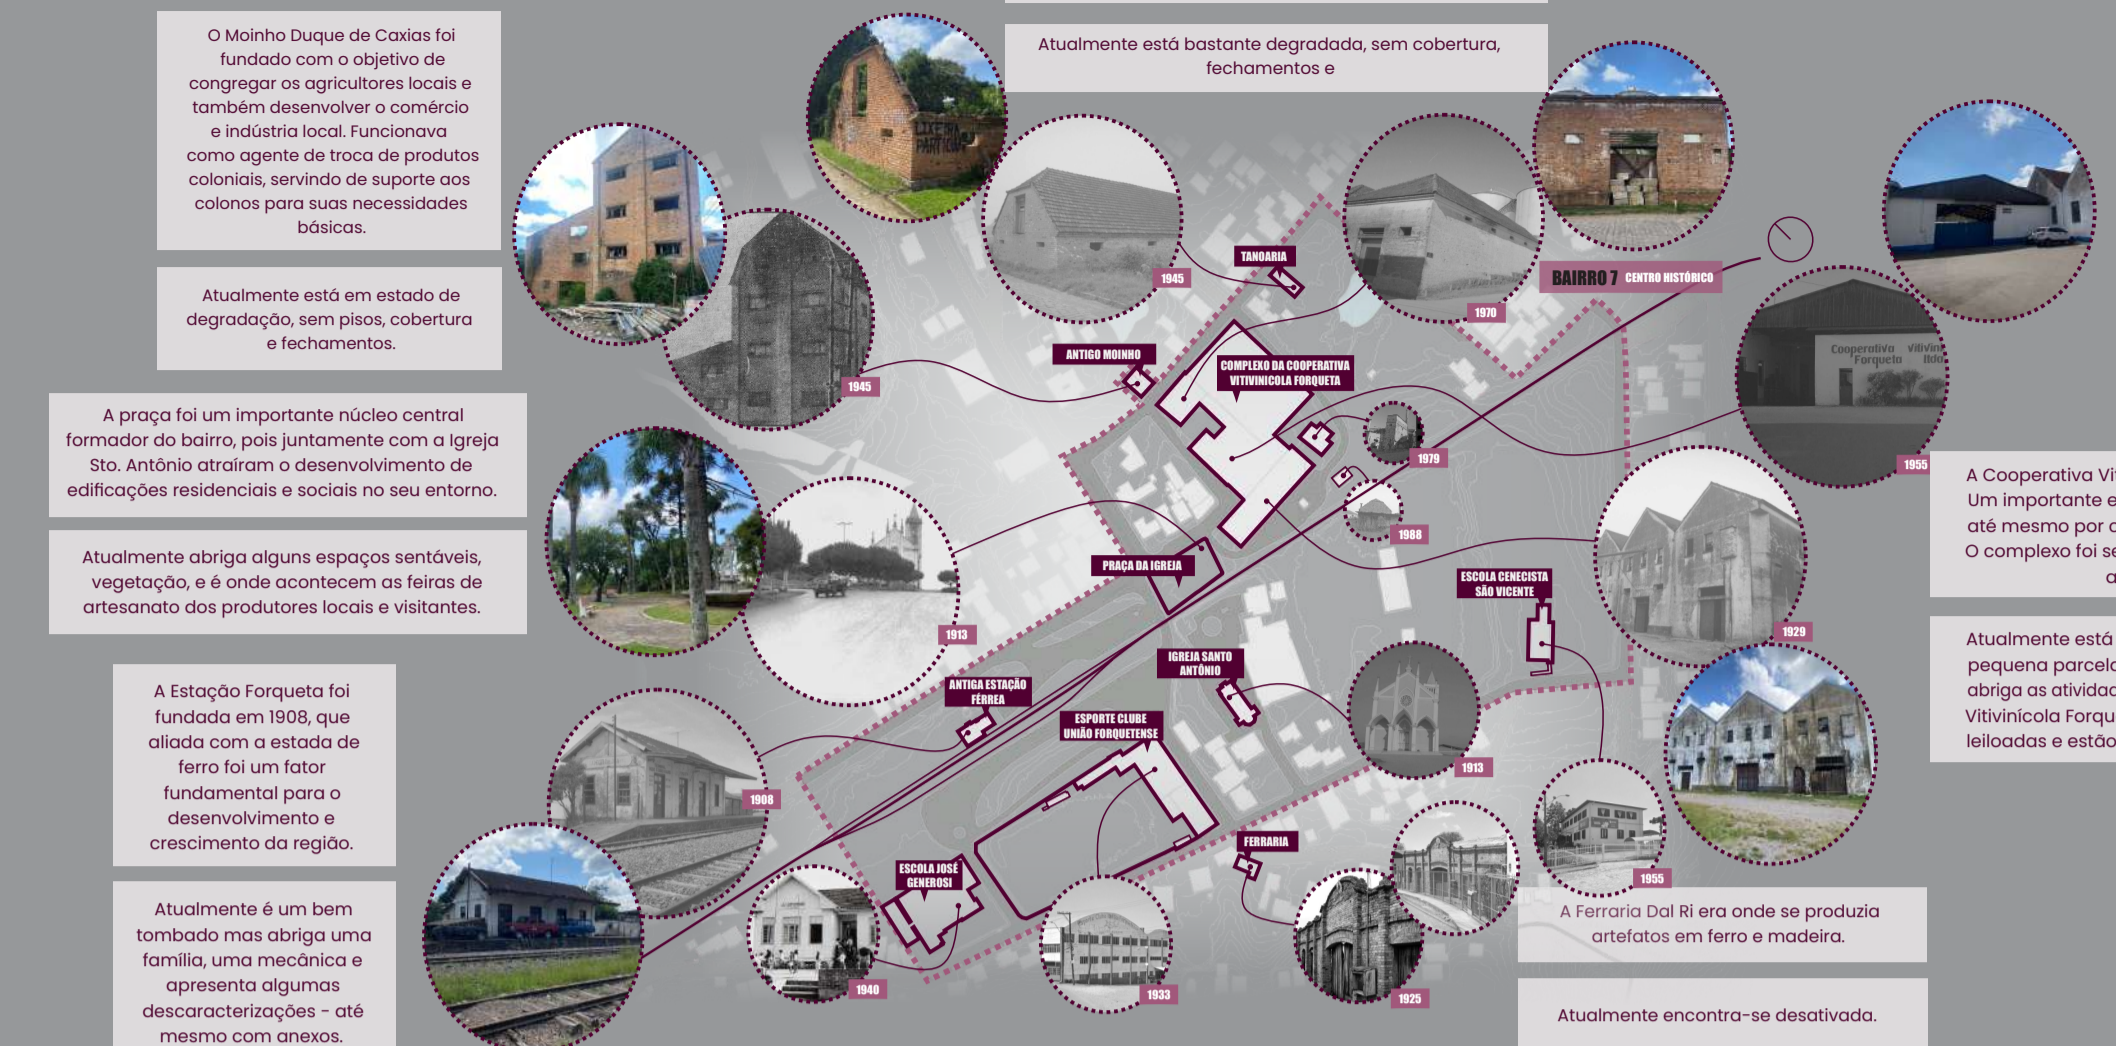 O Moinho Duque de Caxias foi
fundado com o objetivo de
congregar os agricultores locais e
também desenvolver o comércio
e indústria local. Funcionava
como agente de troca de produtos
coloniais, servindo de suporte aos
colonos para suas necessidades
básicas.
Atualmente está em estado de
degradação, sem pisos, cobertura
e fechamentos.
A praça foi um importante núcleo central
formador do bairro, pois juntamente com a Igreja
Sto. Antônio atraíram o desenvolvimento de
edificações residenciais e sociais no seu entorno.
Atualmente abriga alguns espaços sentáveis,
vegetação, e é onde acontecem as feiras de
artesanato dos produtores locais e visitantes.
A Estação Forqueta foi
fundada em 1908, que
aliada com a estada de
ferro foi um fator
fundamental para o
desenvolvimento e
crescimento da região.
Atualmente é um bem
tombado mas abriga uma
família, uma mecânica e
apresenta algumas
descaracterizações - até
mesmo com anexos.
Atualmente está bastante degradada, sem cobertura,
fechamentos e
LIXEIRA
PARTICULAR
1945
TANOARIA
1970
BAIRRO 7 CENTRO HISTÓRICO
1945
ANTIGO MOINHO
COMPLEXO DA COOPERATIVA
VITIVINICOLA FORQUETA
Cooperativa
Forqueta
ltda
1979
1955
1988
PRAÇA DA IGREJA
1913
ESCOLA CENECISTA
SÃO VICENTE
1929
IGREJA SANTO
ANTÔNIO
ANTIGA ESTAÇÃO
FÉRREA
ESPORTE CLUBE
UNIÃO FORQUETENSE
1913
1908
FERRARIA
ESCOLA JOSÉ
GENEROSI
1955
1940
1933
1925
A Cooperativa
Um importante
até mesmo por
O complexo foi
Atualmente está
pequena
abriga as
Vitivinícola
leiloadas e estão
A Ferraria Dal Ri era onde se produzia
artefatos em ferro e madeira.
Atualmente encontra-se desativada.